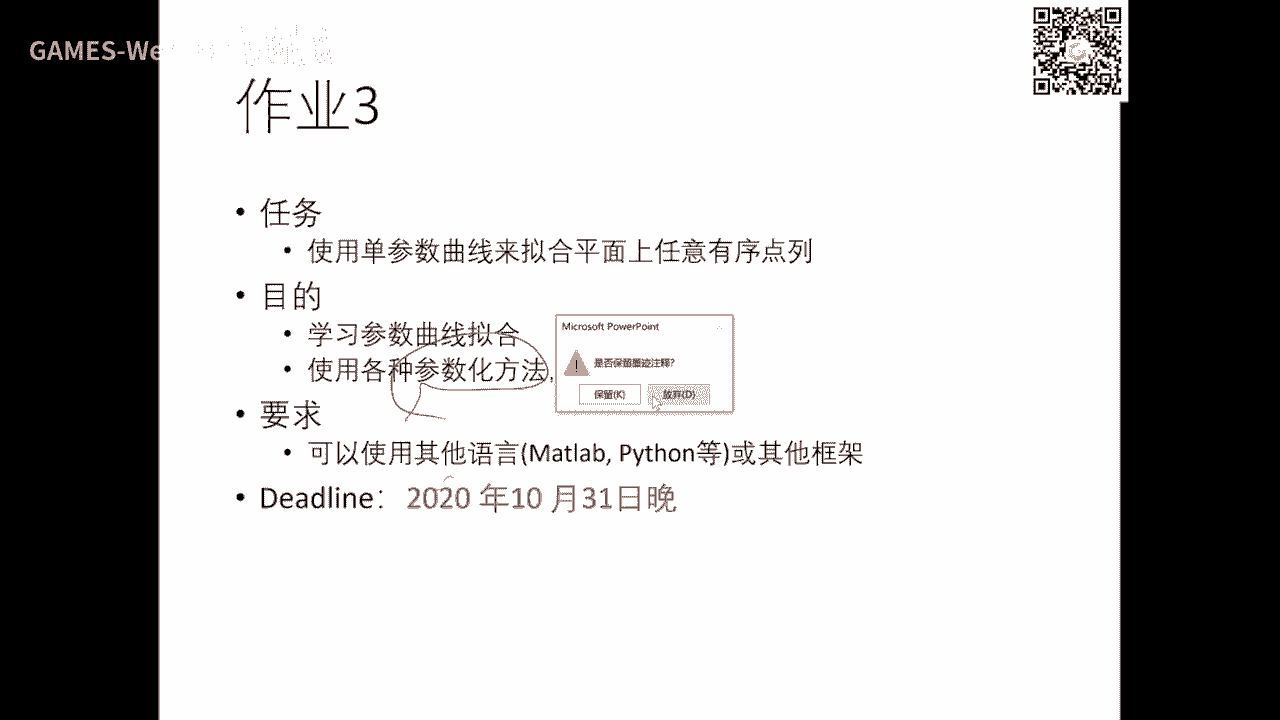 GAMES-We
作业3
• 任务
• 使用单参数曲线来拟合平面上任意有序点列
• 目的
• 学习参数曲线拟合
• 使用各种参数化方法,
Microsoft PowerPoint
是否保留墨迹注释?
保留(K) 放弃(D)
• 要求
• 可以使用其他语言(Matlab, Python等)或其他框架
• Deadline: 2020 年10 月31日晚